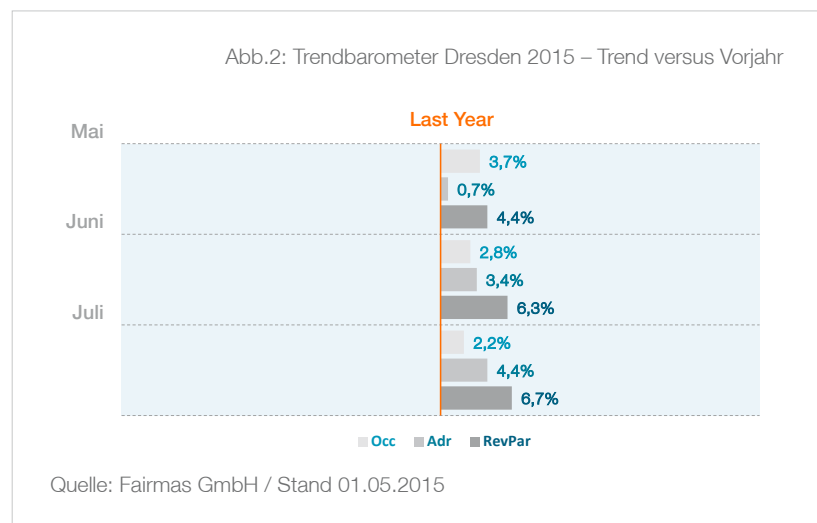 Abb.2: Trendbarometer Dresden 2015 – Trend versus Vorjahr
Last Year
Mai
3,7%
0,7%
4,4%
Juni
2,8%
3,4%
6,3%
Juli
2,2%
4,4%
6,7%
Occ Adr RevPar
Quelle: Fairmas GmbH / Stand 01.05.2015